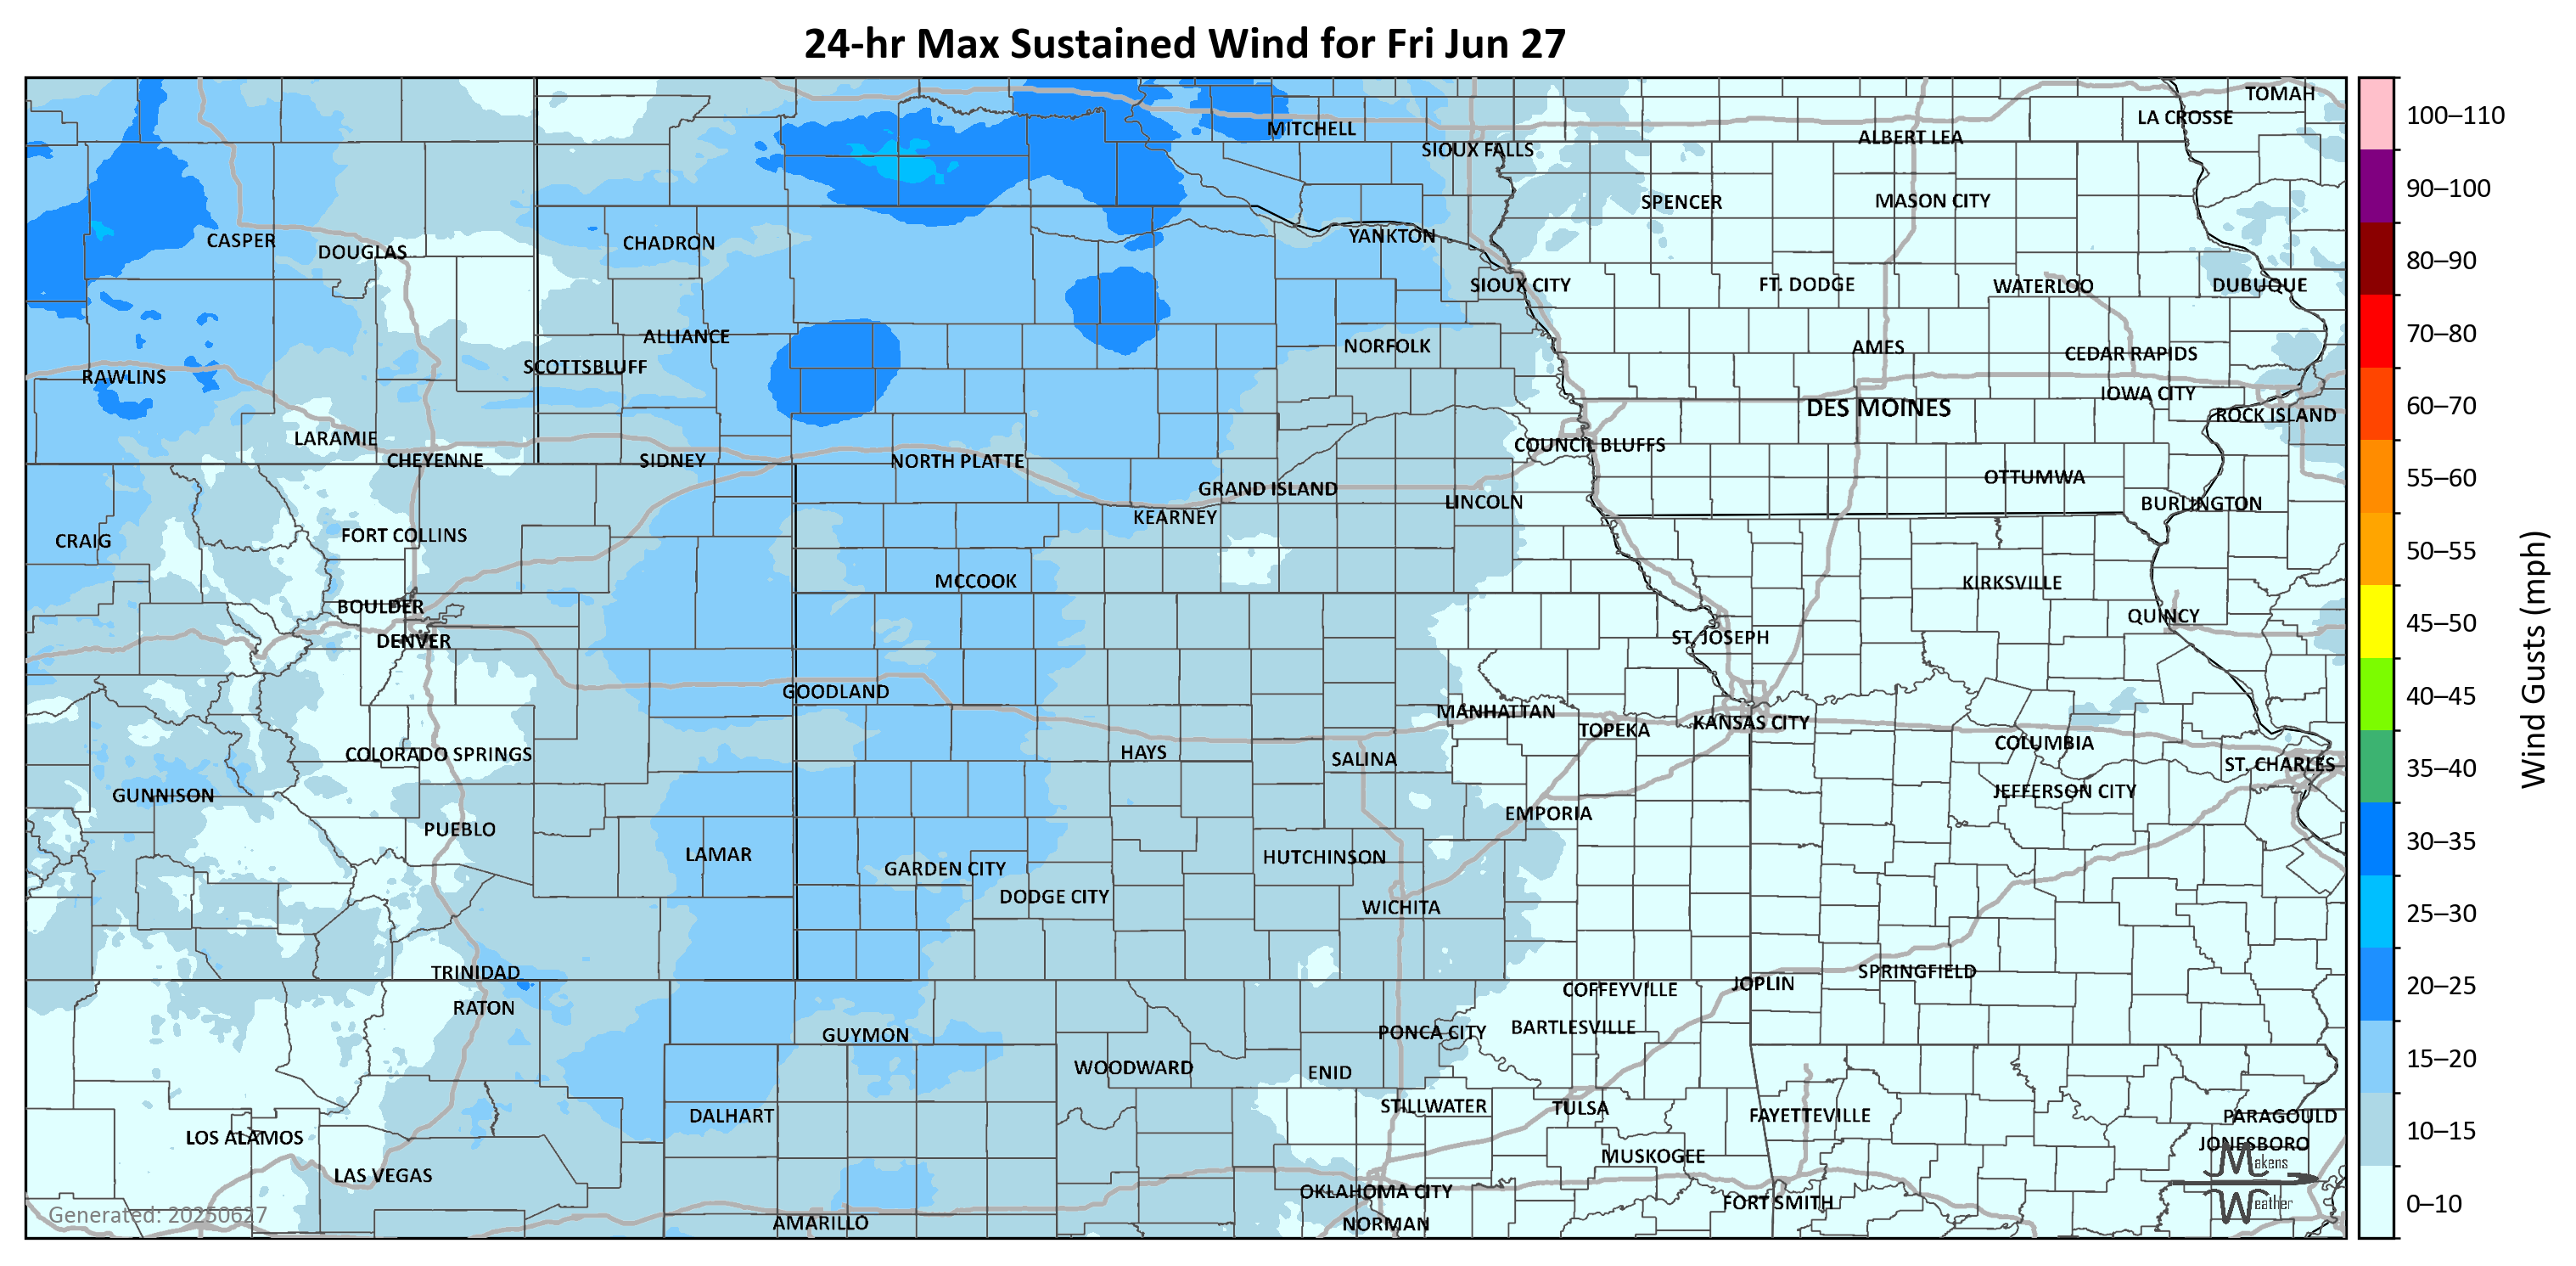 24-hr Max Sustained Wind for Fri Jun 27
TOMAH
LA CROSSE
MITCHELL
ALBERT LEA
SIOUX FALLS
SPENCER
MASON CITY
CASPER
DOUGLAS
CHADRON
YANKTON
SIOUX CITY
FT. DODGE
WATERLOO
DUBUQUE
ALLIANCE
NORFOLK
AMES
CEDAR RAPIDS
SCOTTSBLUFF
RAWLINS
IOWA CITY
DES MOINES
ROCK ISLAND
LARAMIE
COUNCIL BLUFFS
CHEYENNE
SIDNEY
NORTH PLATTE
OTTUMWA
GRAND ISLAND
LINCOLN
BURLINGTON
KEARNEY
FORT COLLINS
CRAIG
MCCOOK
KIRKSVILLE
BOULDER
QUINCY
DENVER
ST. JOSEPH
GOODLAND
MANHATTAN
TOPEKA
KANSAS CITY
COLORADO SPRINGS
HAYS
SALINA
COLUMBIA
ST. CHARLES
GUNNISON
JEFFERSON CITY
EMPORIA
PUEBLO
LAMAR
HUTCHINSON
GARDEN CITY
DODGE CITY
WICHITA
TRINIDAD
SPRINGFIELD
JOPLIN
COFFEYVILLE
RATON
BARTLESVILLE
GUYMON
PONCA CITY
WOODWARD
ENID
STILLWATER
TULSA
DALHART
FAYETTEVILLE
PARAGOULD
LOS ALAMOS
JONESBORO
MUSKOGEE
LAS VEGAS
OKLAHOMA CITY
FORT SMITH
AMARILLO
NORMAN
Makens
Weather
Generated: 20250627
100–110
90–100
80–90
70–80
60–70
55–60
50–55
45–50
40–45
35–40
30–35
25–30
20–25
15–20
10–15
0–10
Wind Gusts (mph)